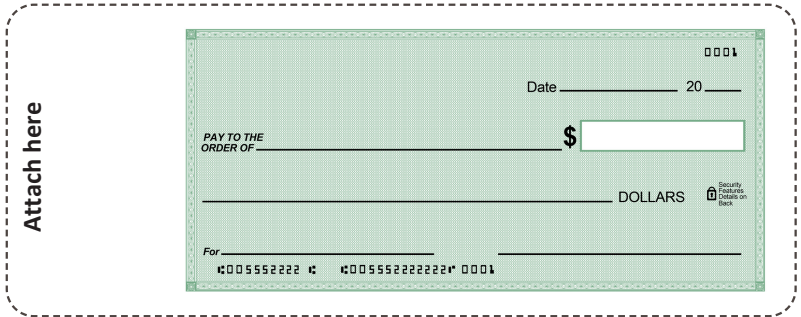 Attach here
0001
Date 20
PAY TO THE
ORDER OF $
DOLLARS
Security
Features
Details on
Back
For
⑆005552222⑆ ⑆005552222222⑈ 0001